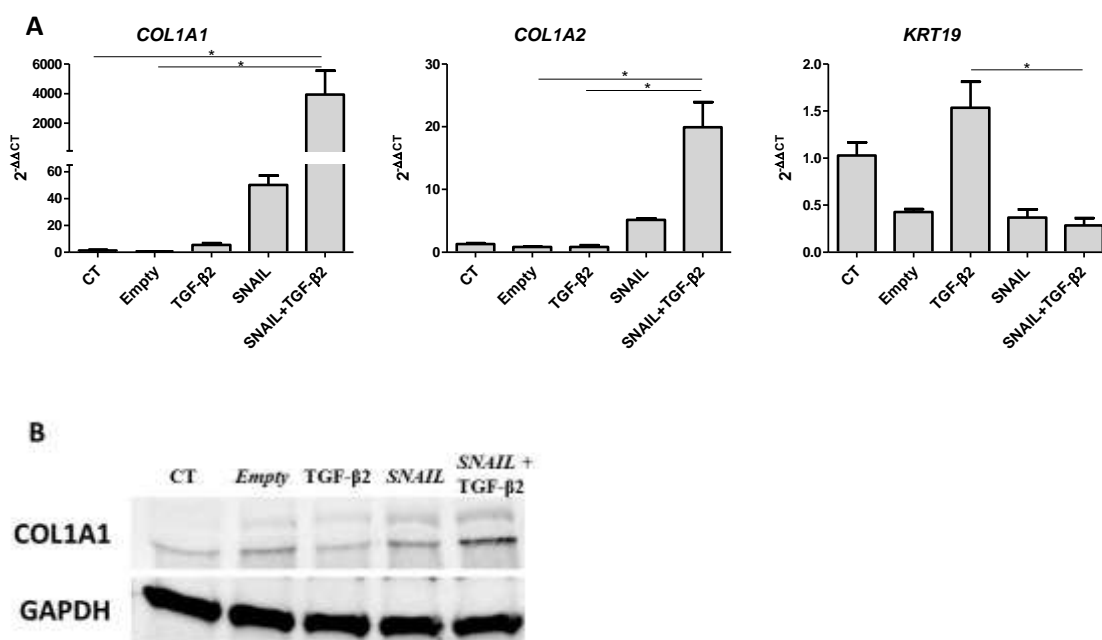 A
COL1A1
COL1A2
KRT19
*
*
6000
4000
2000
60
40
20
0
2-ΔΔCT
CT
Empty
TGF-β2
SNAIL
SNAIL+TGF-β2
*
*
30
20
10
0
2-ΔΔCT
CT
Empty
TGF-β2
SNAIL
SNAIL+TGF-β2
*
2.0
1.5
1.0
0.5
0.0
2-ΔΔCT
CT
Empty
TGF-β2
SNAIL
SNAIL+TGF-β2
B
CT Empty TGF-β2 SNAIL SNAIL + TGF-β2
COL1A1
GAPDH